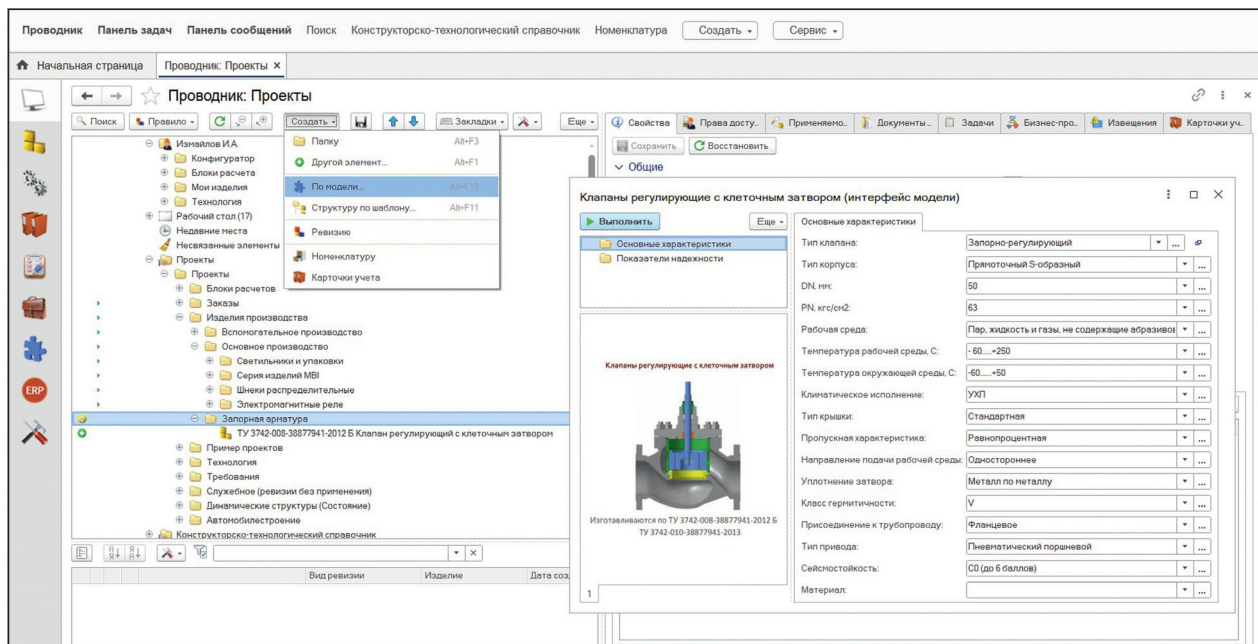 Проводник Панель задач Панель сообщений Поиск Конструкторско-технологический справочник Номенклатура Создать Сервис
Начальная страница Проводник: Проекты ×
Проводник: Проекты
Поиск Правило Создать Закладки Еще
Измайлов И.А.
Конфигуратор
Блоки расчета
Мои изделия
Технология
Рабочий стол (17)
Недавние места
Несвязанные элементы
Проекты
Проекты
Блоки расчетов
Заказы
Изделия производства
Вспомогательное производство
Основное производство
Светильники и упаковки
Серия изделий MBI
Шнеки распределительные
Электромагнитные реле
Запорная арматура
ТУ 3742-008-38877941-2012 Б Клапан регулирующий с клеточным затвором
Пример проектов
Технология
Требования
Служебное (ревизии без применения)
Динамические структуры (Состояние)
Автомобилестроение
Конструкторско-технологический справочник
Папку Alt+F3
Другой элемент... Alt+F1
По модели... Alt+F10
Структуру по шаблону... Alt+F11
Ревизию
Номенклатуру
Карточки учета
Вид ревизии Изделие Дата соз
ERP
Свойства Права досту.. Применяемо.. Документы.. Задачи Бизнес-про.. Извещения Карточки уч..
Сохранить Восстановить
Общие
Клапаны регулирующие с клеточным затвором (интерфейс модели)
Выполнить Еще
Основные характеристики
Показатели надежности
Клапаны регулирующие с клеточным затвором
Изготавливаются по ТУ 3742-008-38877941-2012 Б
ТУ 3742-010-38877941-2013
1
Основные характеристики
Тип клапана: Запорно-регулирующий
Тип корпуса: Прямоточный S-образный
DN, мм: 50
PN, кгс/см2: 63
Рабочая среда: Пар, жидкость и газы, не содержащие абразивов
Температура рабочей среды, С: - 60.....+250
Температура окружающей среды, С: -60.....+50
Климатическое исполнение: УХП
Тип крышки: Стандартная
Пропускная характеристика: Равнопроцентная
Направление подачи рабочей среды: Одностороннее
Уплотнение затвора: Металл по металлу
Класс герметичности: V
Присоединение к трубопроводу: Фланцевое
Тип привода: Пневматический поршневой
Сейсмостойкость: С0 (до 6 баллов)
Материал: